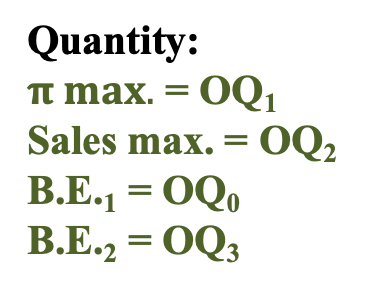 Quantity:
π max. = OQ₁
Sales max. = OQ₂
B.E.₁ = OQ₀
B.E.₂ = OQ₃